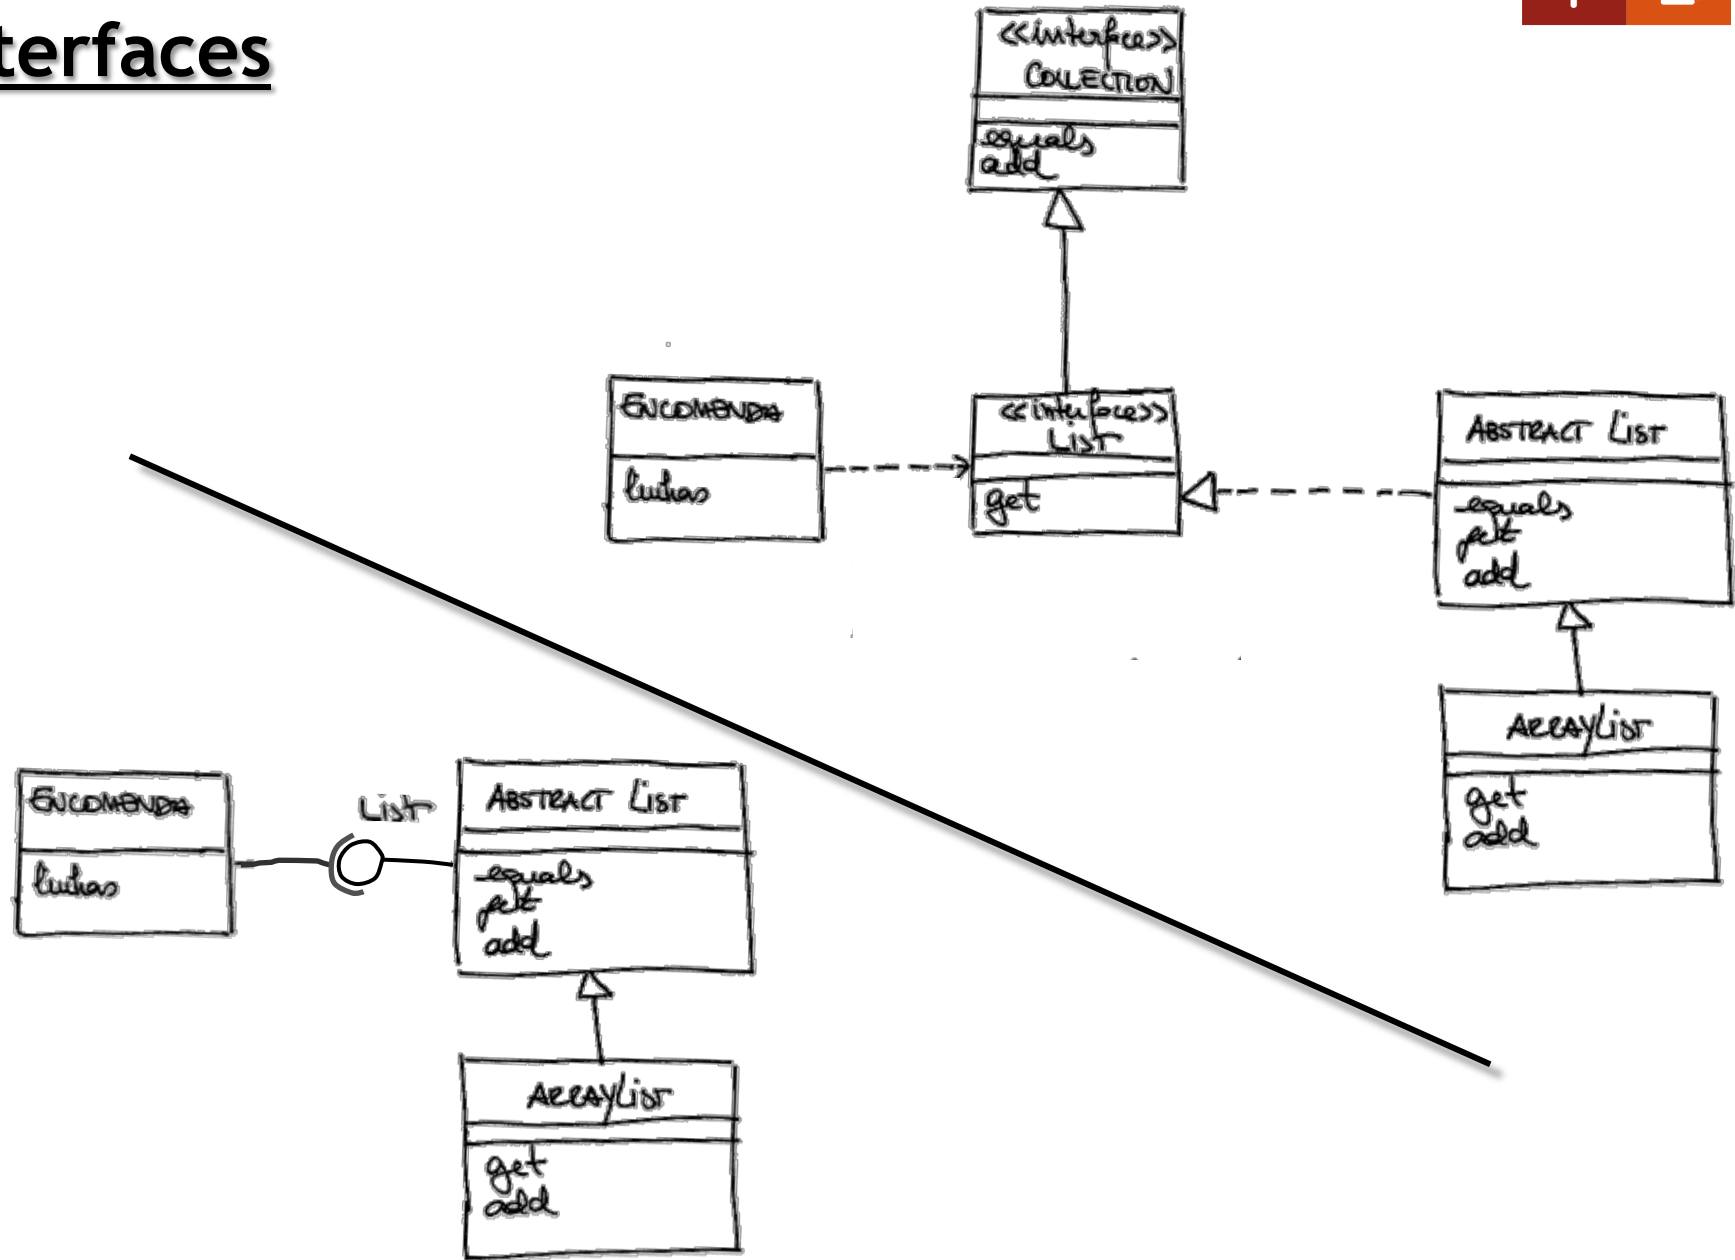 terfaces
<<interface>>
COLLECTION
equals
add
ENCOMENDA
linhas
<<interface>>
LIST
get
ABSTRACT LIST
equals
get
add
ARRAYLIST
get
add
ENCOMENDA
linhas
LIST
ABSTRACT LIST
equals
get
add
ARRAYLIST
get
add